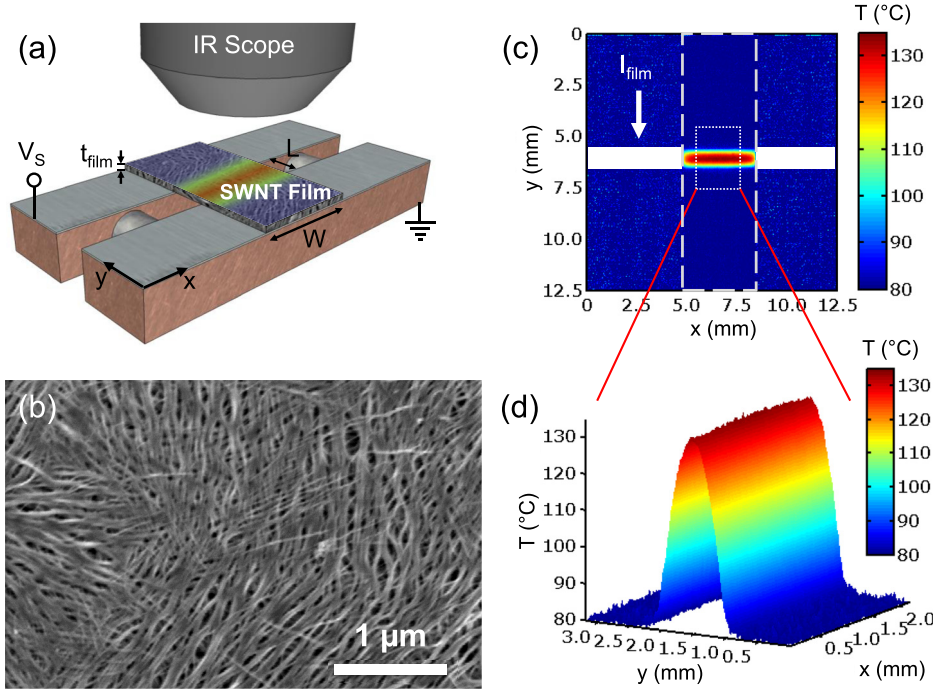 (a)
IR Scope
t_film
V_S
L
SWNT Film
W
y
x
(b)
1 μm
(c)
T (°C)
I_film
0
2.5
5.0
7.5
10.0
12.5
y (mm)
0
2.5
5.0
7.5
10.0
12.5
x (mm)
130
120
110
100
90
80
(d)
T (°C)
130
120
110
100
90
80
T (°C)
130
120
110
100
90
80
3.0
2.5
2.0
1.5
1.0
0.5
y (mm)
0.5
1.0
1.5
2.0
x (mm)